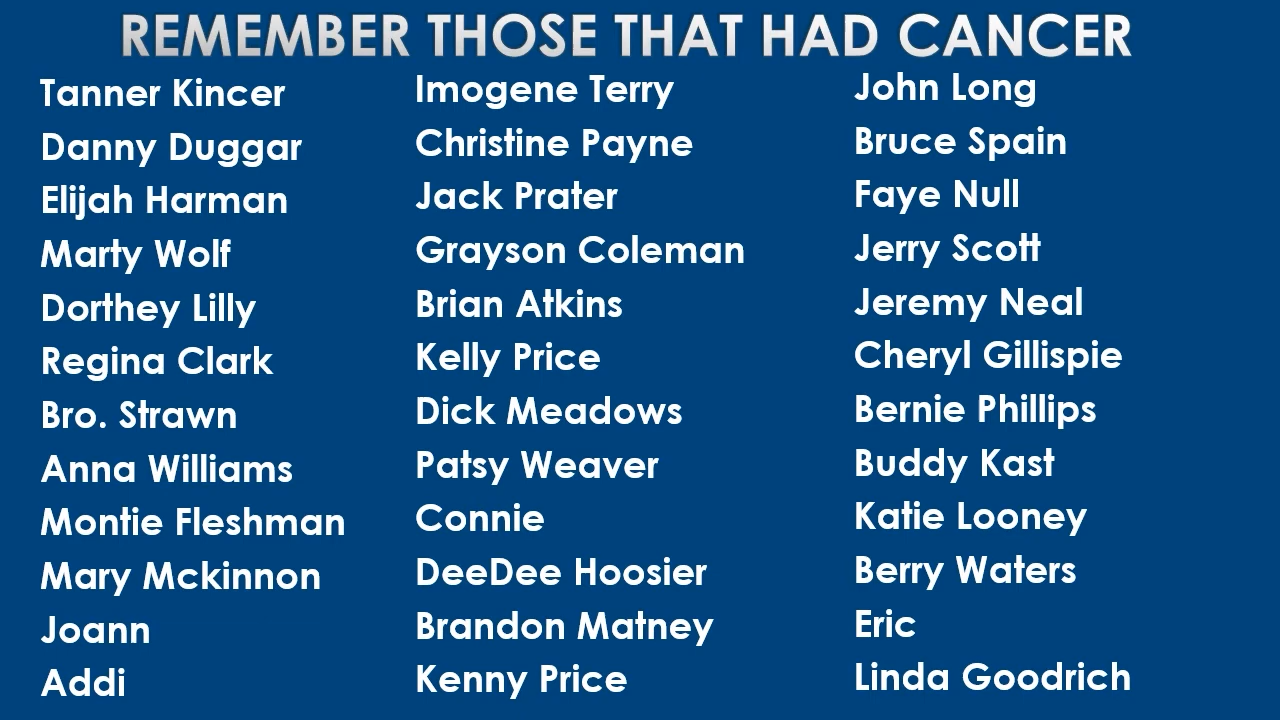 REMEMBER THOSE THAT HAD CANCER
Tanner Kincer
Danny Duggar
Elijah Harman
Marty Wolf
Dorthey Lilly
Regina Clark
Bro. Strawn
Anna Williams
Montie Fleshman
Mary Mckinnon
Joann
Addi
Imogene Terry
Christine Payne
Jack Prater
Grayson Coleman
Brian Atkins
Kelly Price
Dick Meadows
Patsy Weaver
Connie
DeeDee Hoosier
Brandon Matney
Kenny Price
John Long
Bruce Spain
Faye Null
Jerry Scott
Jeremy Neal
Cheryl Gillispie
Bernie Phillips
Buddy Kast
Katie Looney
Berry Waters
Eric
Linda Goodrich